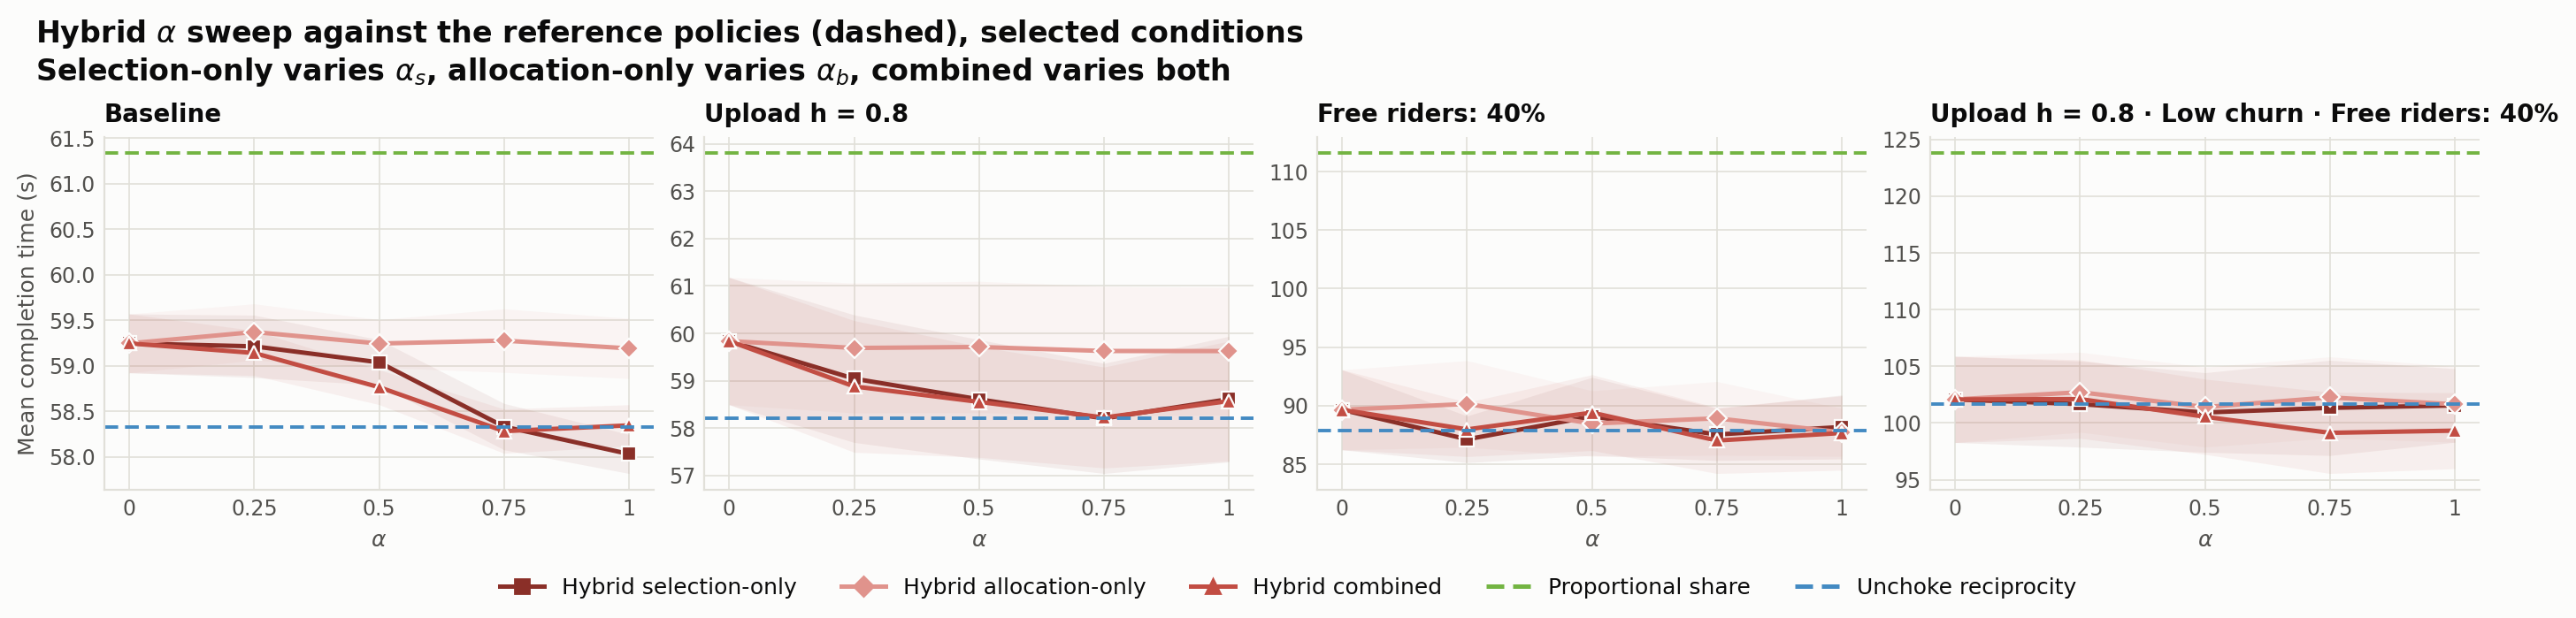 Hybrid α sweep against the reference policies (dashed), selected conditions
Selection-only varies αs, allocation-only varies αb, combined varies both
Baseline
Upload h = 0.8
Free riders: 40%
Upload h = 0.8 · Low churn · Free riders: 40%
Mean completion time (s)
61.5
61.0
60.5
60.0
59.5
59.0
58.5
58.0
0 0.25 0.5 0.75 1
α
64
63
62
61
60
59
58
57
0 0.25 0.5 0.75 1
α
110
105
100
95
90
85
0 0.25 0.5 0.75 1
α
125
120
115
110
105
100
95
0 0.25 0.5 0.75 1
α
Hybrid selection-only
Hybrid allocation-only
Hybrid combined
Proportional share
Unchoke reciprocity